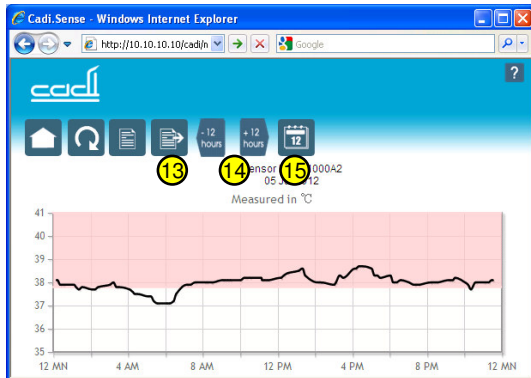 Cadi.Sense - Windows Internet Explorer
http://10.10.10.10/cadi/n
Google
cadi
?
- 12 hours
+ 12 hours
12
13
14
15
ensor
000A2
05
12
Measured in °C
41
40
39
38
37
36
35
12 MN
4 AM
8 AM
12 PM
4 PM
8 PM
12 MN